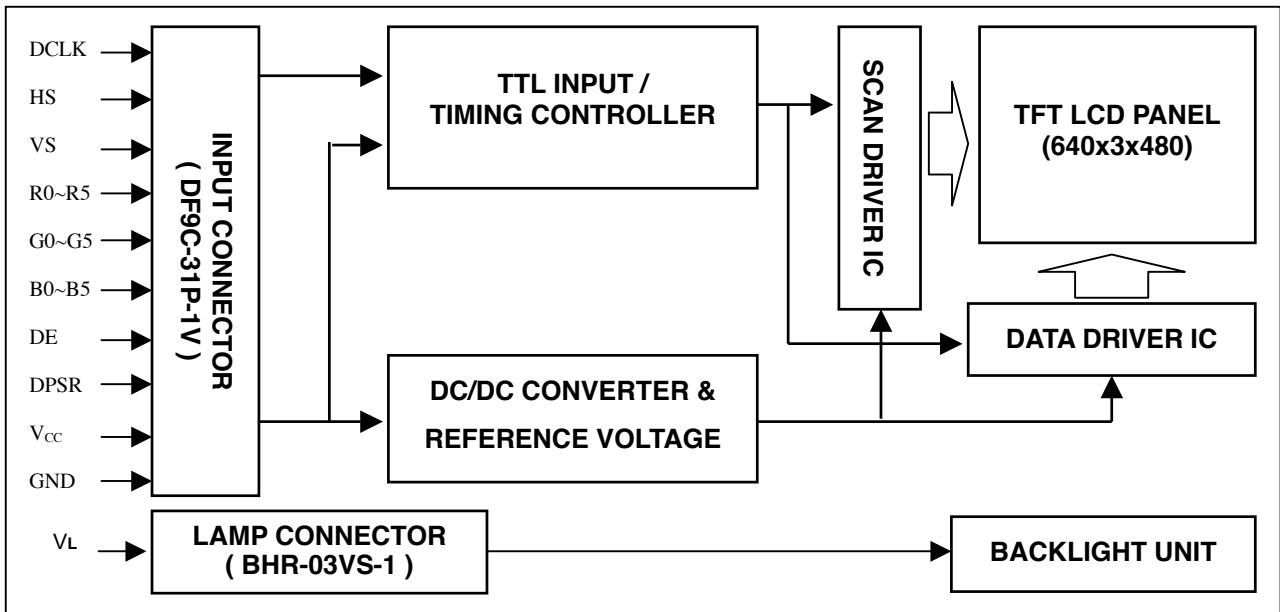 DCLK
HS
VS
R0~R5
G0~G5
B0~B5
DE
DPSR
VCC
GND
VL
INPUT CONNECTOR
( DF9C-31P-1V )
TTL INPUT /
TIMING CONTROLLER
SCAN DRIVER IC
TFT LCD PANEL
(640x3x480)
DC/DC CONVERTER &
REFERENCE VOLTAGE
DATA DRIVER IC
LAMP CONNECTOR
( BHR-03VS-1 )
BACKLIGHT UNIT